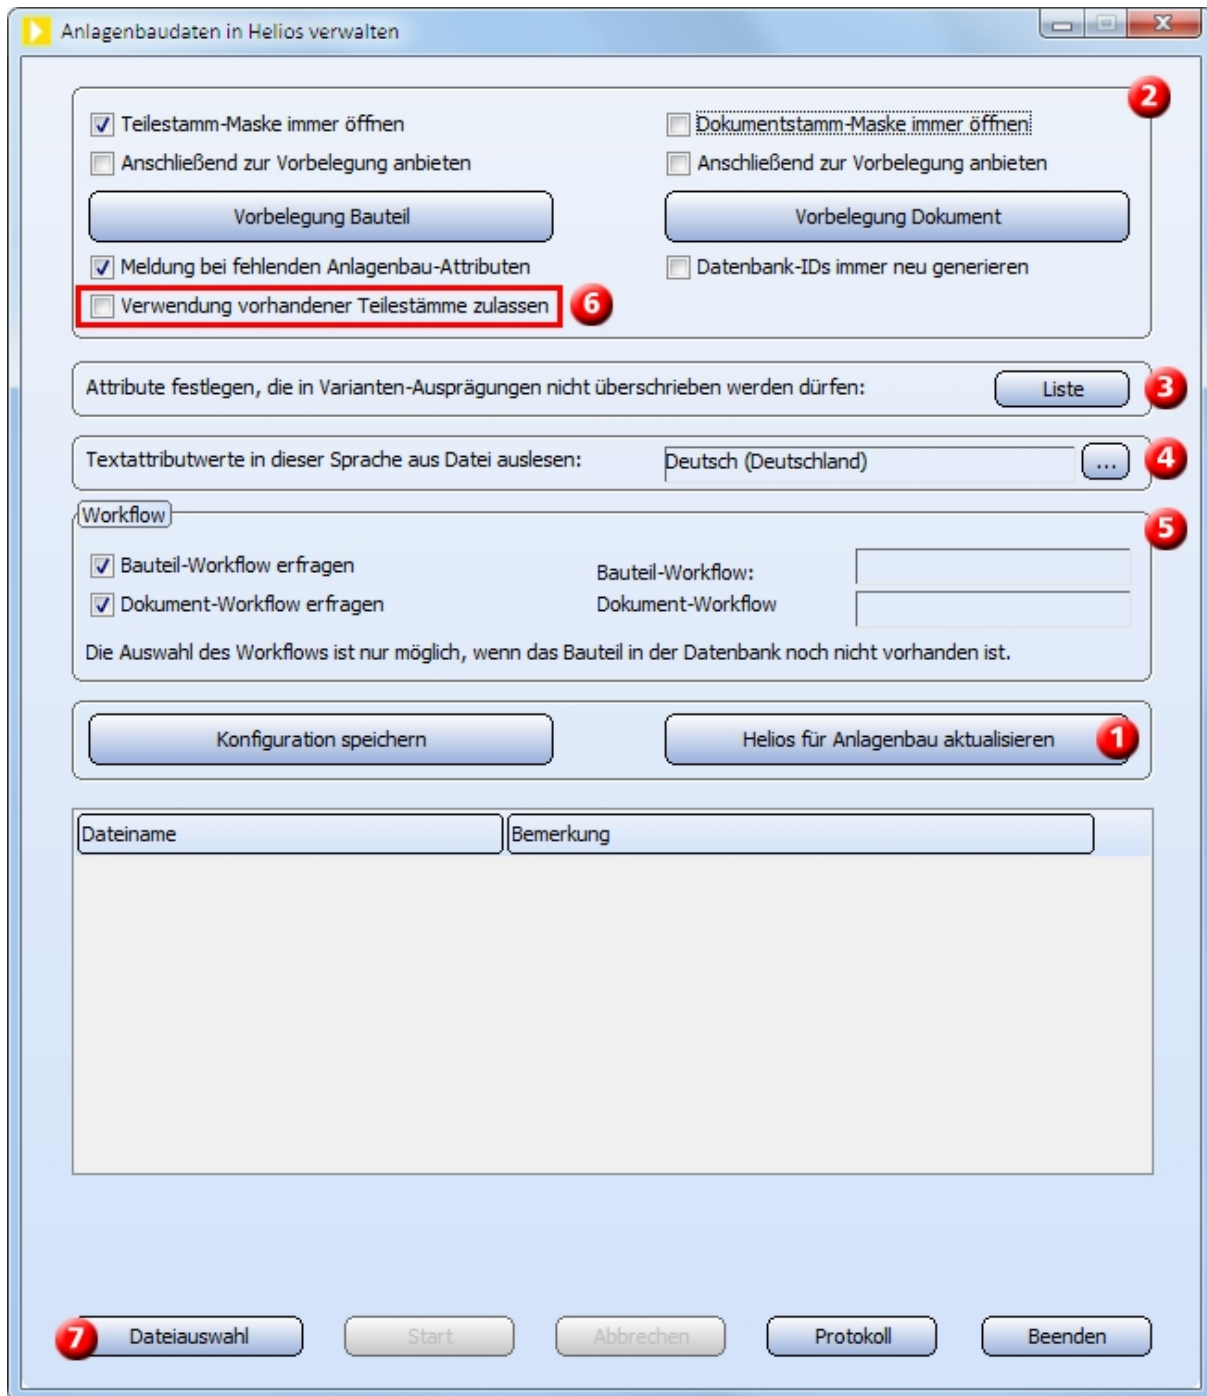 Anlagenbaudaten in Helios verwalten
2
Teilestamm-Maske immer öffnen
Dokumentstamm-Maske immer öffnen
Anschließend zur Vorbelegung anbieten
Anschließend zur Vorbelegung anbieten
Vorbelegung Bauteil
Vorbelegung Dokument
Meldung bei fehlenden Anlagenbau-Attributen
Datenbank-IDs immer neu generieren
Verwendung vorhandener Teilestämme zulassen
6
Attribute festlegen, die in Varianten-Ausprägungen nicht überschrieben werden dürfen:
Liste
3
Textattributwerte in dieser Sprache aus Datei auslesen:
Deutsch (Deutschland)
...
4
Workflow
5
Bauteil-Workflow erfragen
Bauteil-Workflow:
Dokument-Workflow erfragen
Dokument-Workflow
Die Auswahl des Workflows ist nur möglich, wenn das Bauteil in der Datenbank noch nicht vorhanden ist.
Konfiguration speichern
Helios für Anlagenbau aktualisieren
1
Dateiname
Bemerkung
7
Dateiauswahl
Start
Abbrechen
Protokoll
Beenden